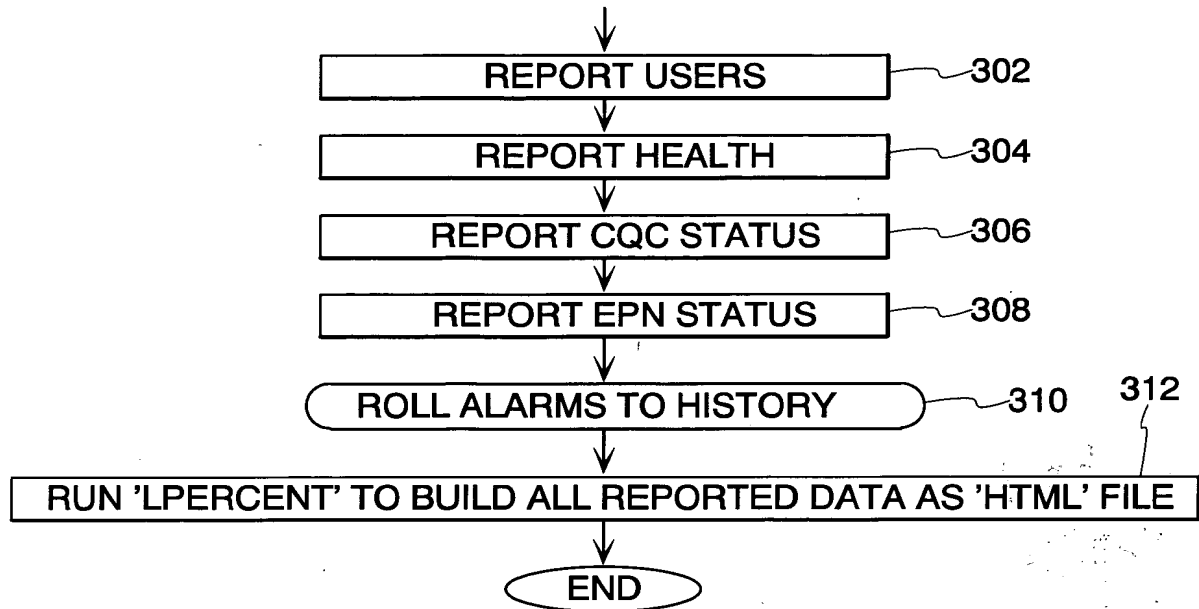 REPORT USERS 302
REPORT HEALTH 304
REPORT CQC STATUS 306
REPORT EPN STATUS 308
ROLL ALARMS TO HISTORY 310
312
RUN 'LPERCENT' TO BUILD ALL REPORTED DATA AS 'HTML' FILE
END